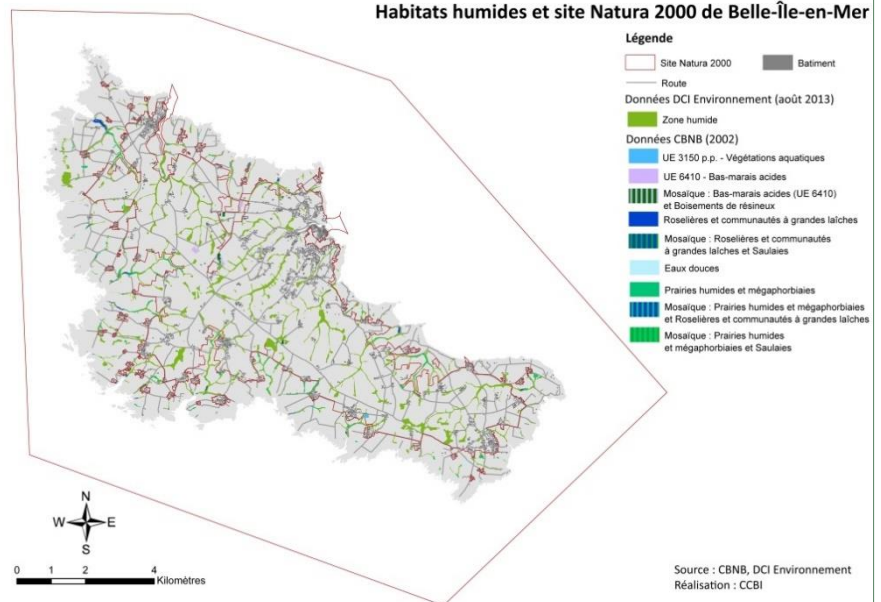 Habitats humides et site Natura 2000 de Belle-Île-en-Mer
Légende
Site Natura 2000
Batiment
Route
Données DCI Environnement (août 2013)
Zone humide
Données CBNB (2002)
UE 3150 p.p. - Végétations aquatiques
UE 6410 - Bas-marais acides
Mosaïque : Bas-marais acides (UE 6410)
et Boisements de résineux
Roselières et communautés à grandes laîches
Mosaïque : Roselières et communautés
à grandes laîches et Saulaies
Eaux douces
Prairies humides et mégaphorbiaies
Mosaïque : Prairies humides et mégaphorbiaies
et Roselières et communautés à grandes laîches
Mosaïque : Prairies humides
et mégaphorbiaies et Saulaies
N
W E
S
0 1 2 4
Kilomètres
Source : CBNB, DCI Environnement
Réalisation : CCBI